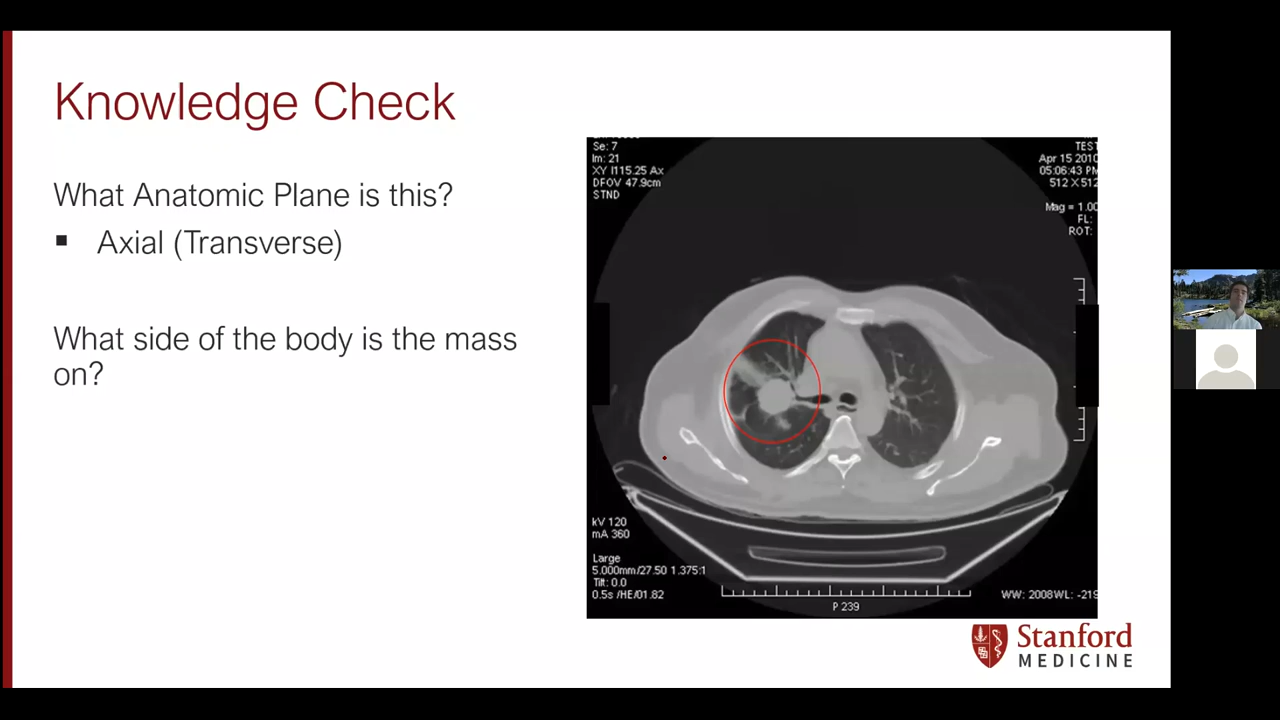 Knowledge Check
What Anatomic Plane is this?
▪ Axial (Transverse)
What side of the body is the mass
on?
Se: 7
Im: 21
XY I115.25 Ax
DFOV 47.9cm
STND
TEST
Apr 15 2010
05:06:43 PM
512 X 512
Mag = 1.00
FL:
ROT:
kV 120
mA 360
Large
5.000mm/27.50 1.375:1
Tilt: 0.0
0.5s /HE/01.82
P 239
WW: 2008WL: -219
Stanford
MEDICINE